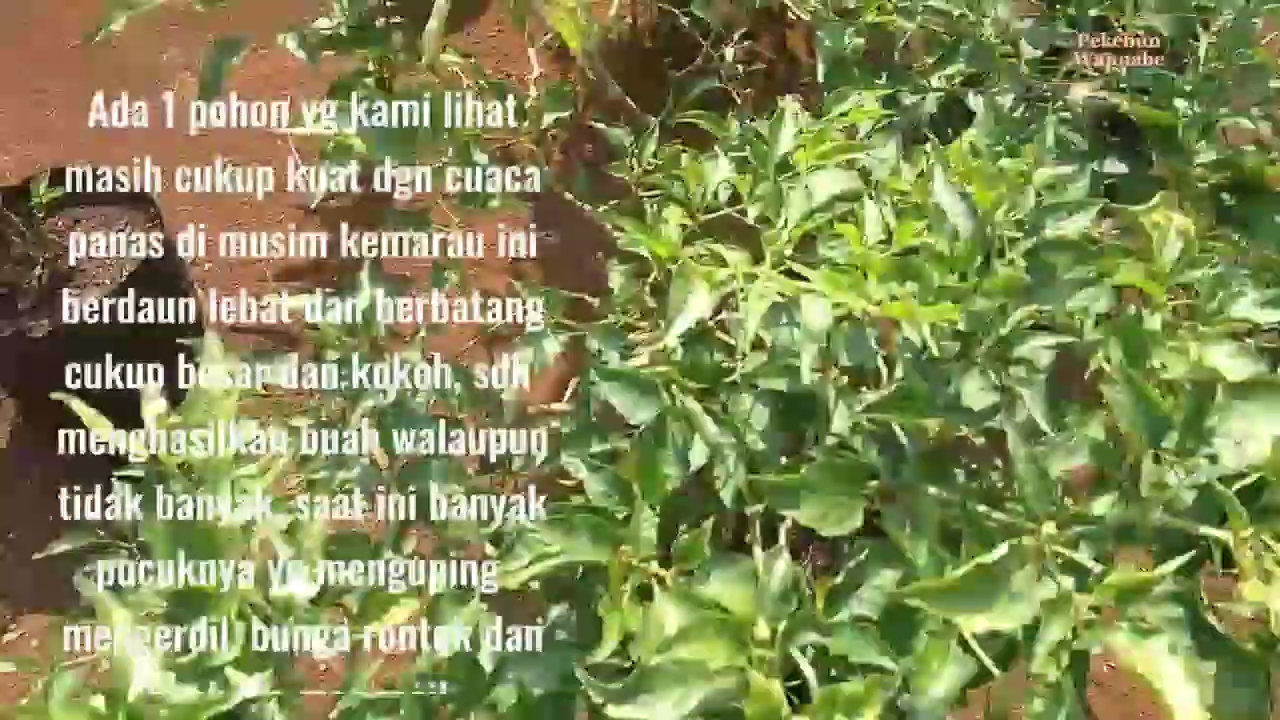 Pekebun
Wannabe
Ada 1 pohon yg kami lihat
masih cukup kuat dgn cuaca
panas di musim kemarau ini
berdaun lebat dan berbatang
cukup besar dan kokoh, sdh
menghasilkan buah walaupun
tidak banyak, saat ini banyak
pucuknya yg menguping
mengerdil, bunga rontok dan